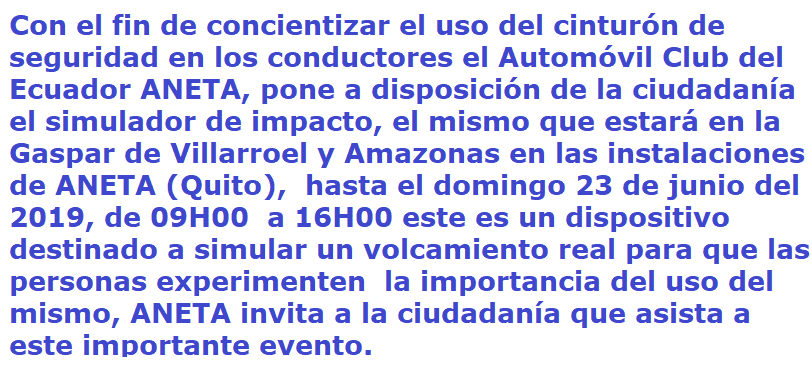 Con el fin de concientizar el uso del cinturón de
seguridad en los conductores el Automóvil Club del
Ecuador ANETA, pone a disposición de la ciudadanía
el simulador de impacto, el mismo que estará en la
Gaspar de Villarroel y Amazonas en las instalaciones
de ANETA (Quito),  hasta el domingo 23 de junio del
2019, de 09H00  a 16H00 este es un dispositivo
destinado a simular un volcamiento real para que las
personas experimenten  la importancia del uso del
mismo, ANETA invita a la ciudadanía que asista a
este importante evento.